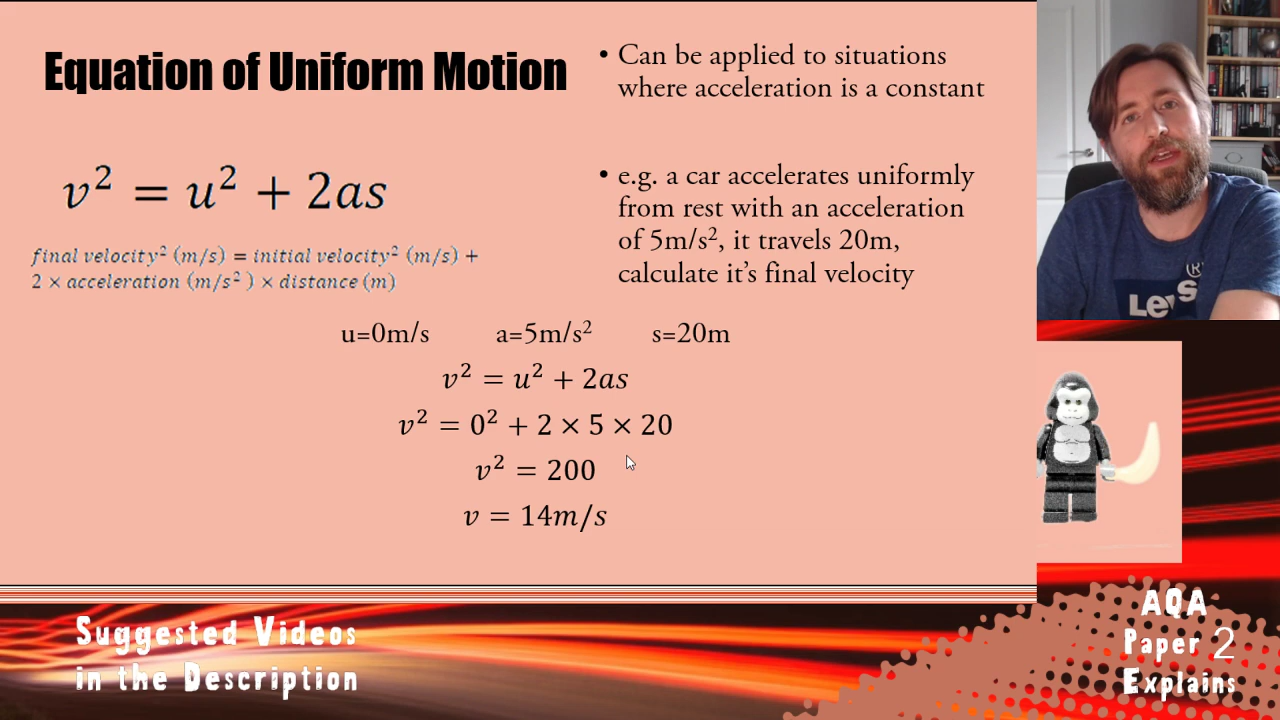 Equation of Uniform Motion
v² = u² + 2as
final velocity² (m/s) = initial velocity² (m/s) +
2 × acceleration (m/s²) × distance (m)
• Can be applied to situations
where acceleration is a constant
• e.g. a car accelerates uniformly
from rest with an acceleration
of 5m/s², it travels 20m,
calculate it’s final velocity
u=0m/s a=5m/s² s=20m
v² = u² + 2as
v² = 0² + 2 × 5 × 20
v² = 200
v = 14m/s
Suggested Videos
in the Description
AQA
Paper 2
Explains